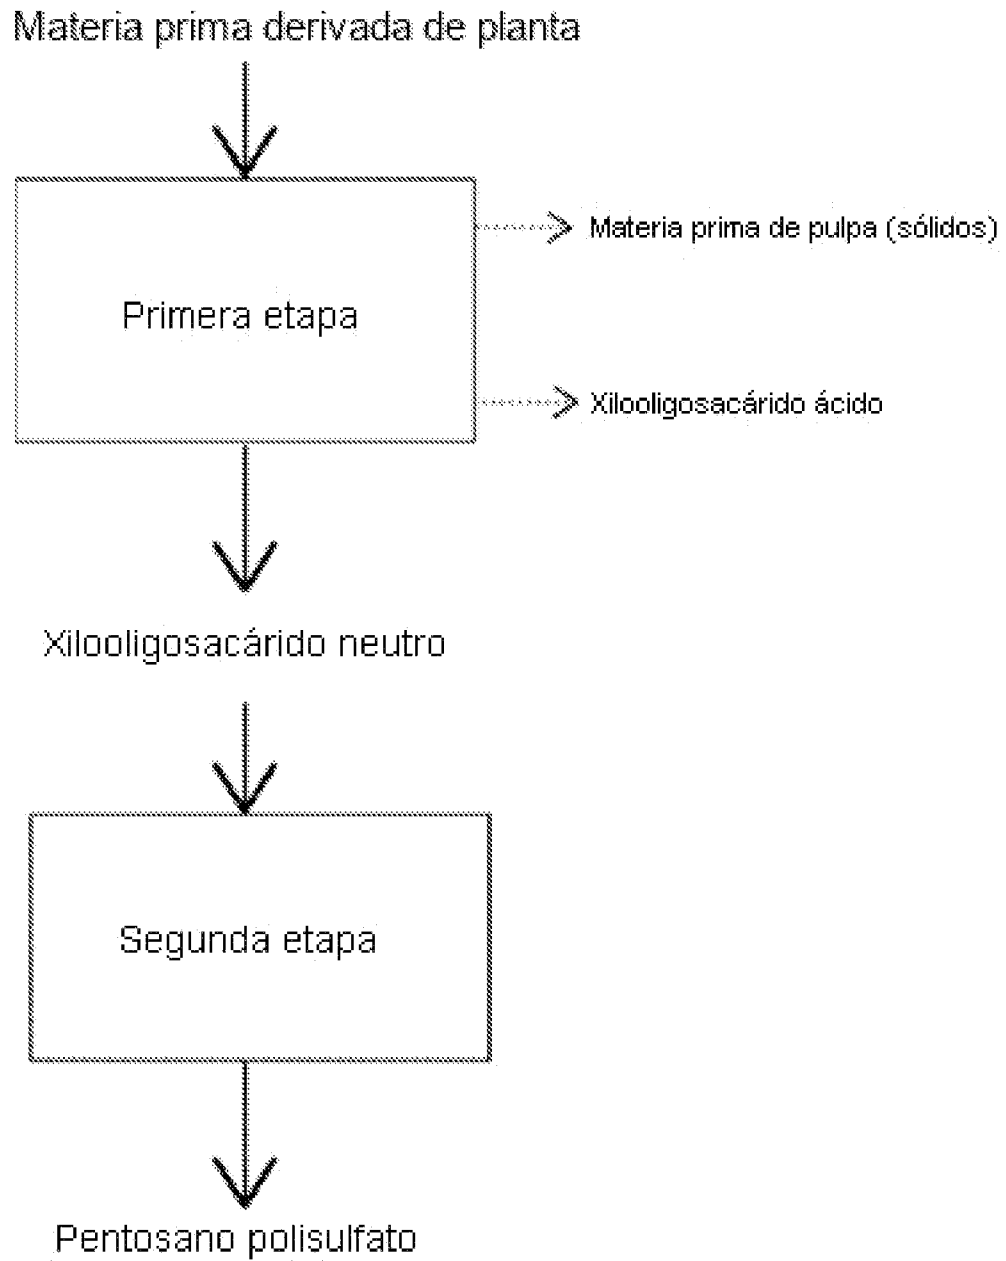 Materia prima derivada de planta
Materia prima de pulpa (sólidos)
Primera etapa
Xilooligosacárido ácido
Xilooligosacárido neutro
Segunda etapa
Pentosano polisulfato